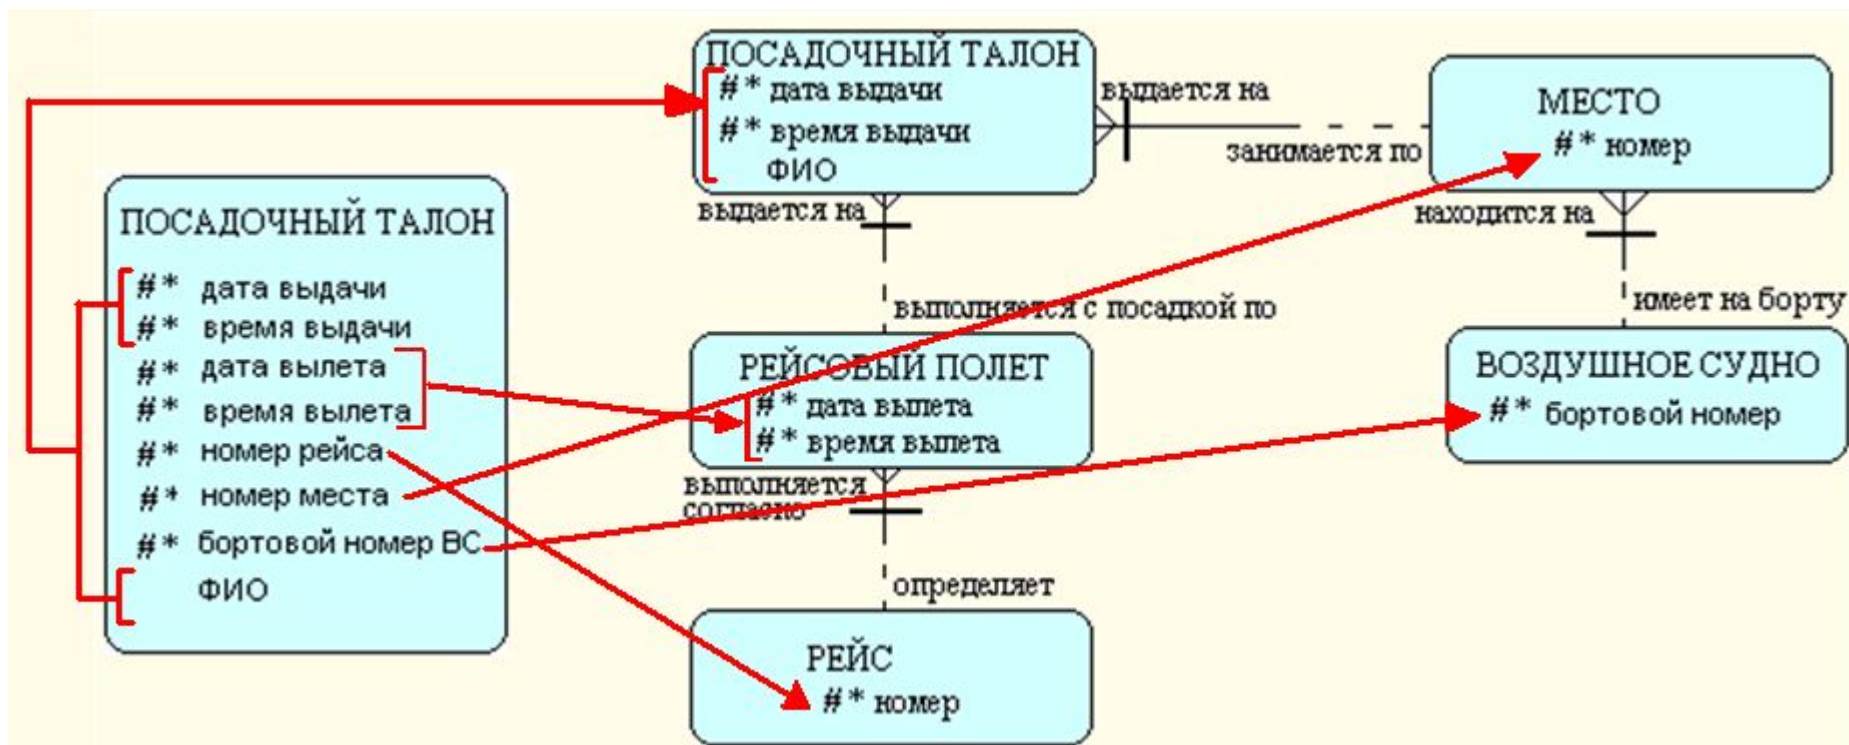 ПОСАДОЧНЫЙ ТАЛОН
#* дата выдачи
#* время выдачи
ФИО
выдается на
занимается по
МЕСТО
#* номер
выдается на
находится на
ПОСАДОЧНЫЙ ТАЛОН
#* дата выдачи
#* время выдачи
#* дата вылета
#* время вылета
#* номер рейса
#* номер места
#* бортовой номер ВС
ФИО
выполняется с посадкой по
имеет на борту
РЕЙСОВЫЙ ПОЛЕТ
#* дата вылета
#* время вылета
ВОЗДУШНОЕ СУДНО
#* бортовой номер
выполняется
согласно
определяет
РЕЙС
#* номер